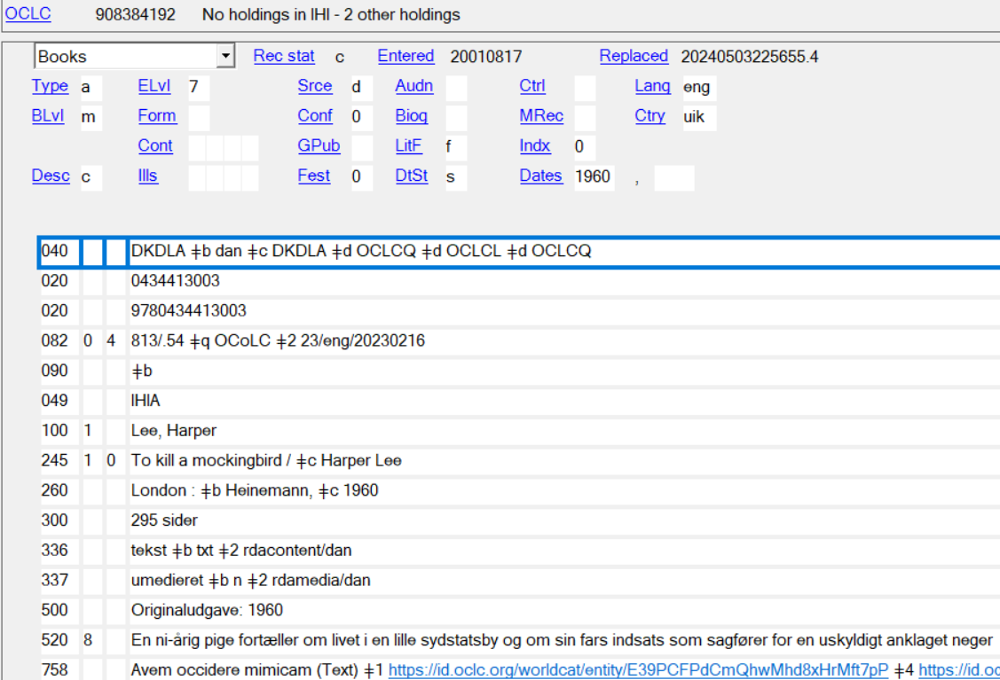 OCLC 908384192 No holdings in IHI - 2 other holdings
Books Rec stat c Entered 20010817 Replaced 20240503225655.4
Type a ELvl 7 Srce d Audn Ctrl Lang eng
BLvl m Form Conf 0 Biog MRec Ctry uik
Cont GPub LitF f Indx 0
Desc c Ills Fest 0 DtSt s Dates 1960 ,
040 DKDLA ǂb dan ǂc DKDLA ǂd OCLCQ ǂd OCLCL ǂd OCLCQ
020 0434413003
020 9780434413003
082 0 4 813/.54 ǂq OCoLC ǂ2 23/eng/20230216
090 ǂb
049 IHIA
100 1 Lee, Harper
245 1 0 To kill a mockingbird / ǂc Harper Lee
260 London : ǂb Heinemann, ǂc 1960
300 295 sider
336 tekst ǂb txt ǂ2 rdacontent/dan
337 umedieret ǂb n ǂ2 rdamedia/dan
500 Originaludgave: 1960
520 8 En ni-årig pige fortæller om livet i en lille sydstatsby og om sin fars indsats som sagfører for en uskyldigt anklaget neger
758 Avem occidere mimicam (Text) ǂ1 https://id.oclc.org/worldcat/entity/E39PCFPdCmQhwMhd8xHrMft7pP ǂ4 https://id.oc